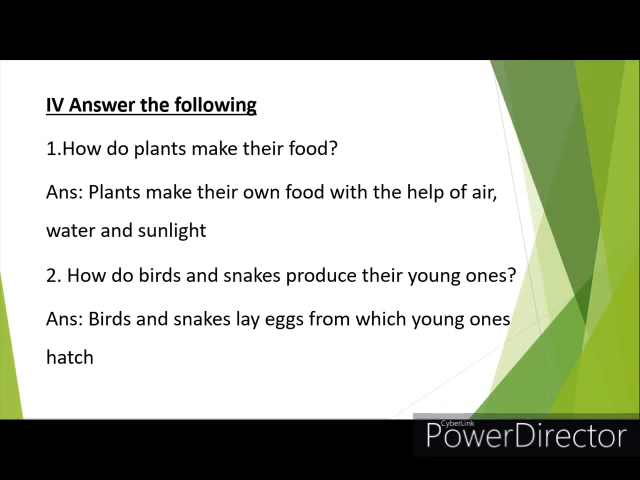 IV Answer the following
1.How do plants make their food?
Ans: Plants make their own food with the help of air,
water and sunlight
2. How do birds and snakes produce their young ones?
Ans: Birds and snakes lay eggs from which young ones
hatch
CyberLink
PowerDirector